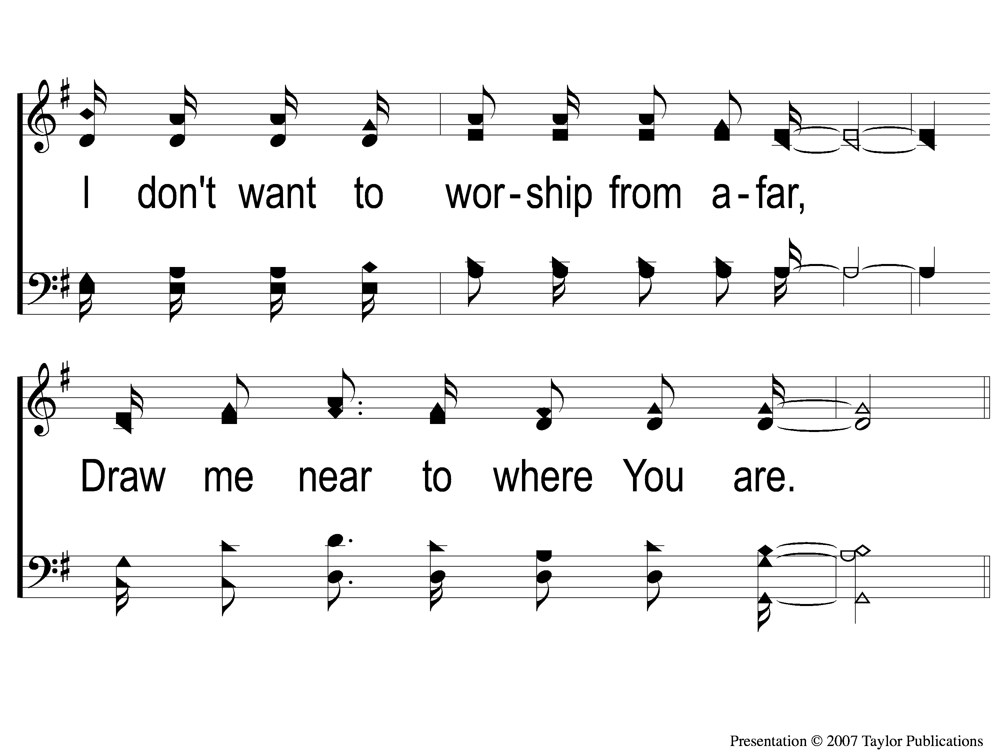 I don't want to wor-ship from a-far,
Draw me near to where You are.
Presentation © 2007 Taylor Publications